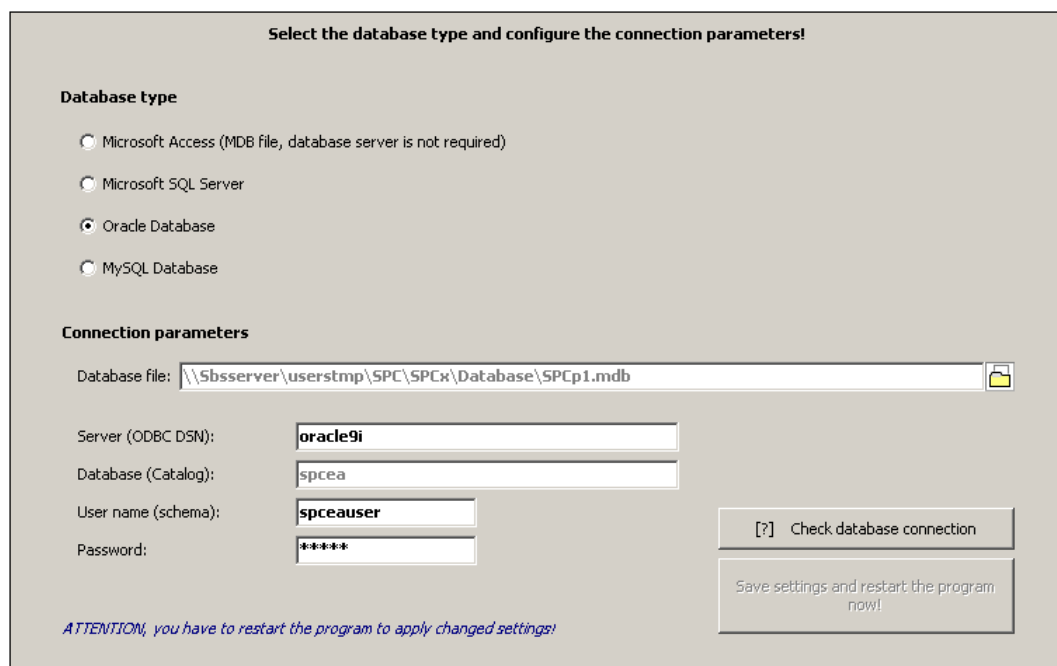 Select the database type and configure the connection parameters!
Database type
Microsoft Access (MDB file, database server is not required)
Microsoft SQL Server
Oracle Database
MySQL Database
Connection parameters
Database file: \\Sbsserver\userstmp\SPC\SPCx\Database\SPCp1.mdb
Server (ODBC DSN): oracle9i
Database (Catalog): spcea
User name (schema): spceauser
Password: *****
[?] Check database connection
Save settings and restart the program
now!
ATTENTION, you have to restart the program to apply changed settings!